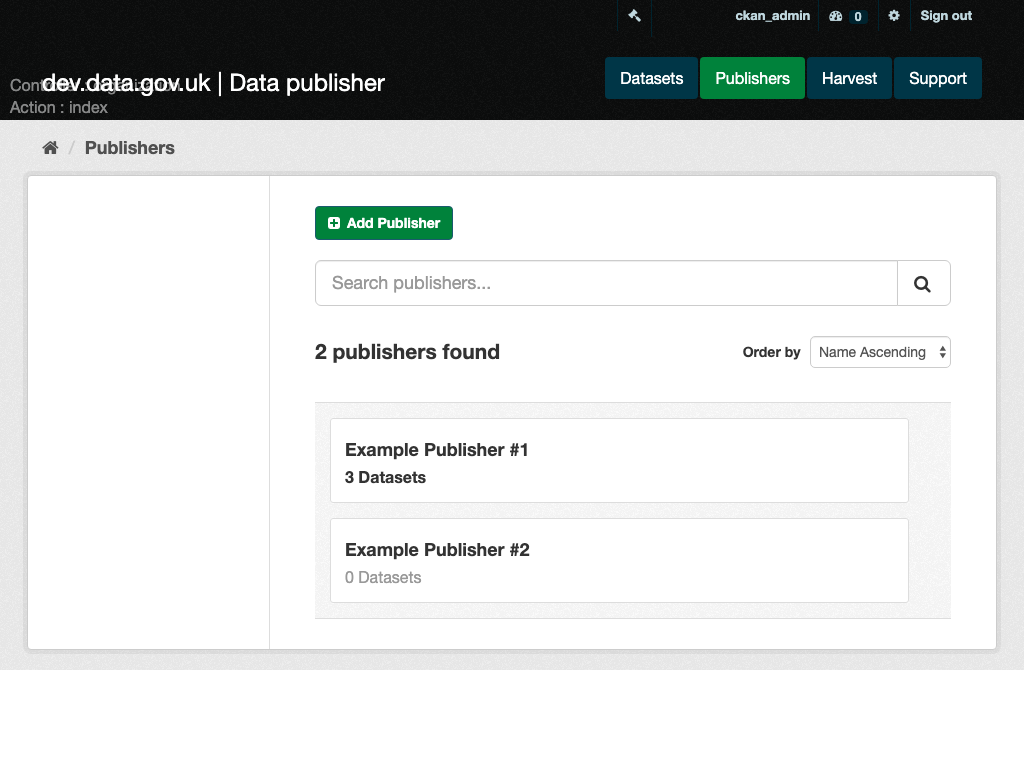 ckan_admin 0 Sign out
dev.data.gov.uk | Data publisher
Action : index
Datasets Publishers Harvest Support
/ Publishers
Add Publisher
Search publishers...
2 publishers found
Order by Name Ascending
Example Publisher #1
3 Datasets
Example Publisher #2
0 Datasets